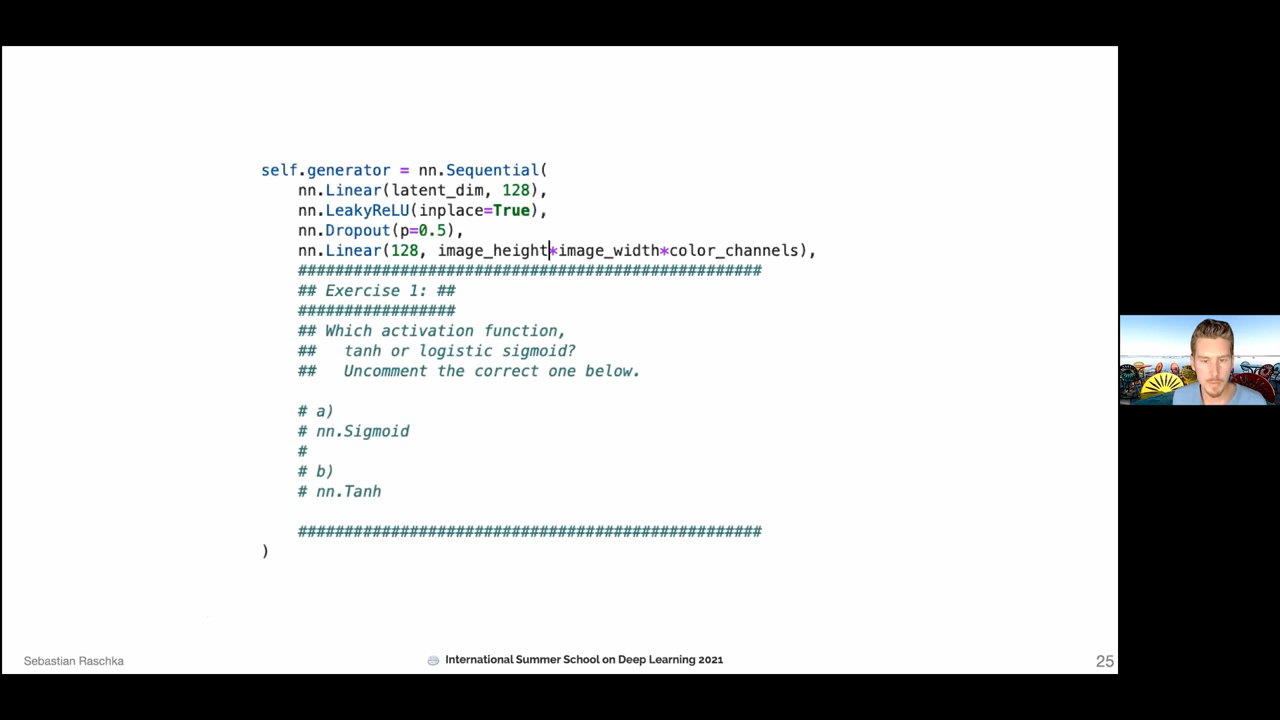 self.generator = nn.Sequential(
nn.Linear(latent_dim, 128),
nn.LeakyReLU(inplace=True),
nn.Dropout(p=0.5),
nn.Linear(128, image_height*image_width*color_channels),
##################################################
## Exercise 1: ##
#################
## Which activation function,
##   tanh or logistic sigmoid?
##   Uncomment the correct one below.
# a)
# nn.Sigmoid
#
# b)
# nn.Tanh
##################################################
)
Sebastian Raschka
International Summer School on Deep Learning 2021
25